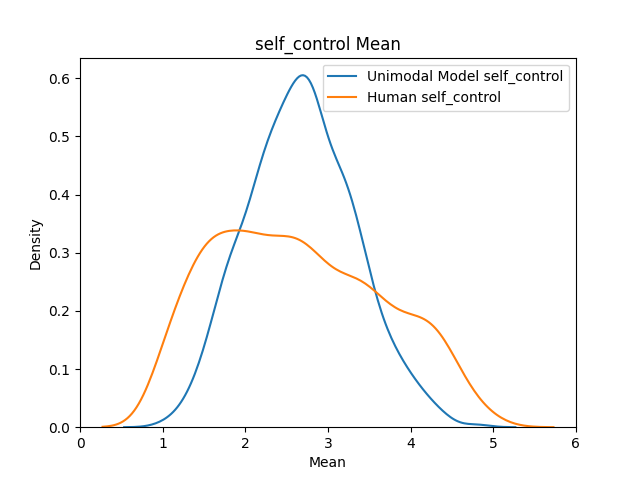 self_control Mean
Unimodal Model self_control
Human self_control
0.6
0.5
0.4
0.3
0.2
0.1
0.0
Density
0
1
2
3
4
5
6
Mean